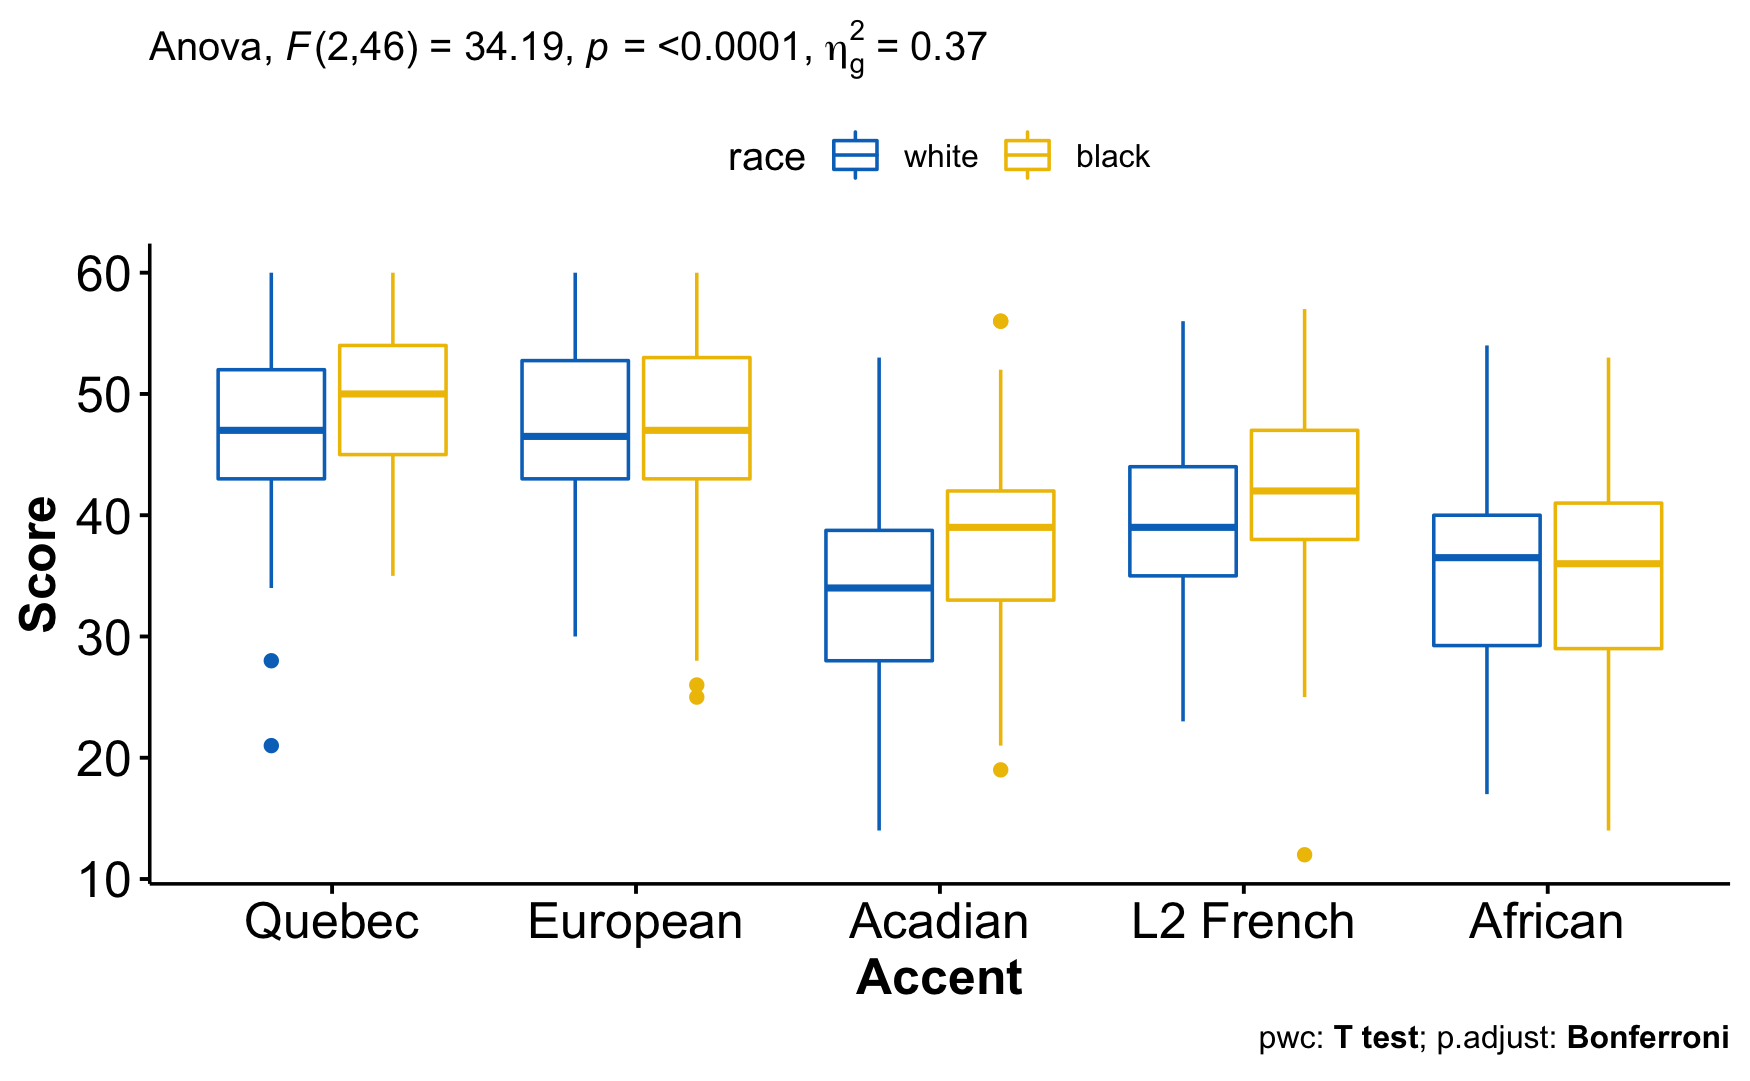 Anova, F(2,46) = 34.19, p = <0.0001, η²g = 0.37
race white black
60
50
40
30
20
10
Score
Quebec European Acadian L2 French African
Accent
pwc: T test; p.adjust: Bonferroni